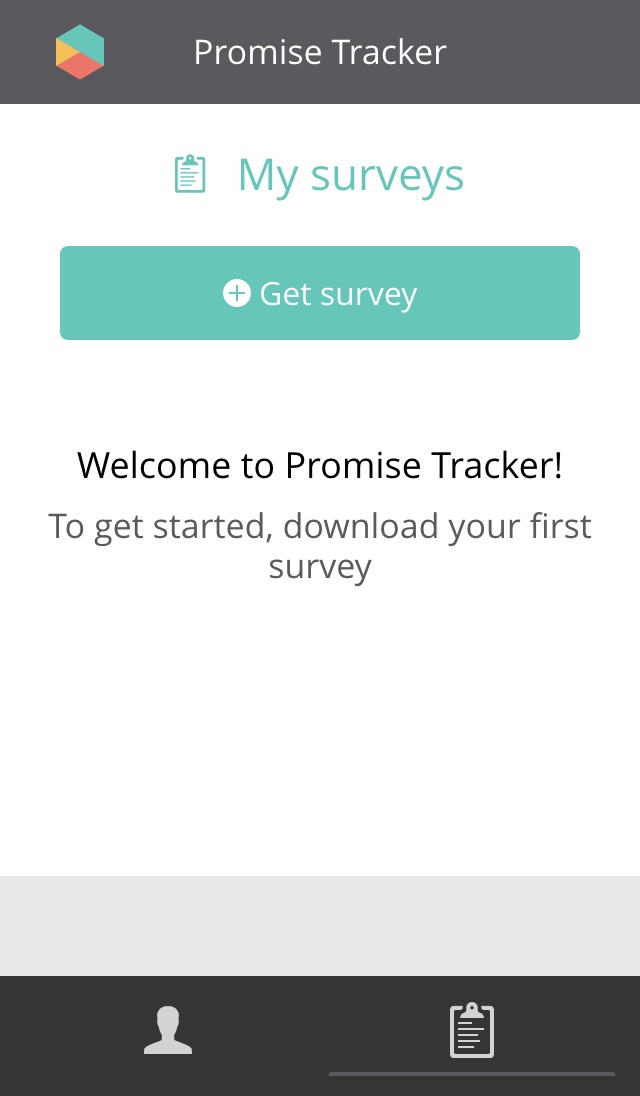 Promise Tracker
My surveys
Get survey
Welcome to Promise Tracker!
To get started, download your first
survey